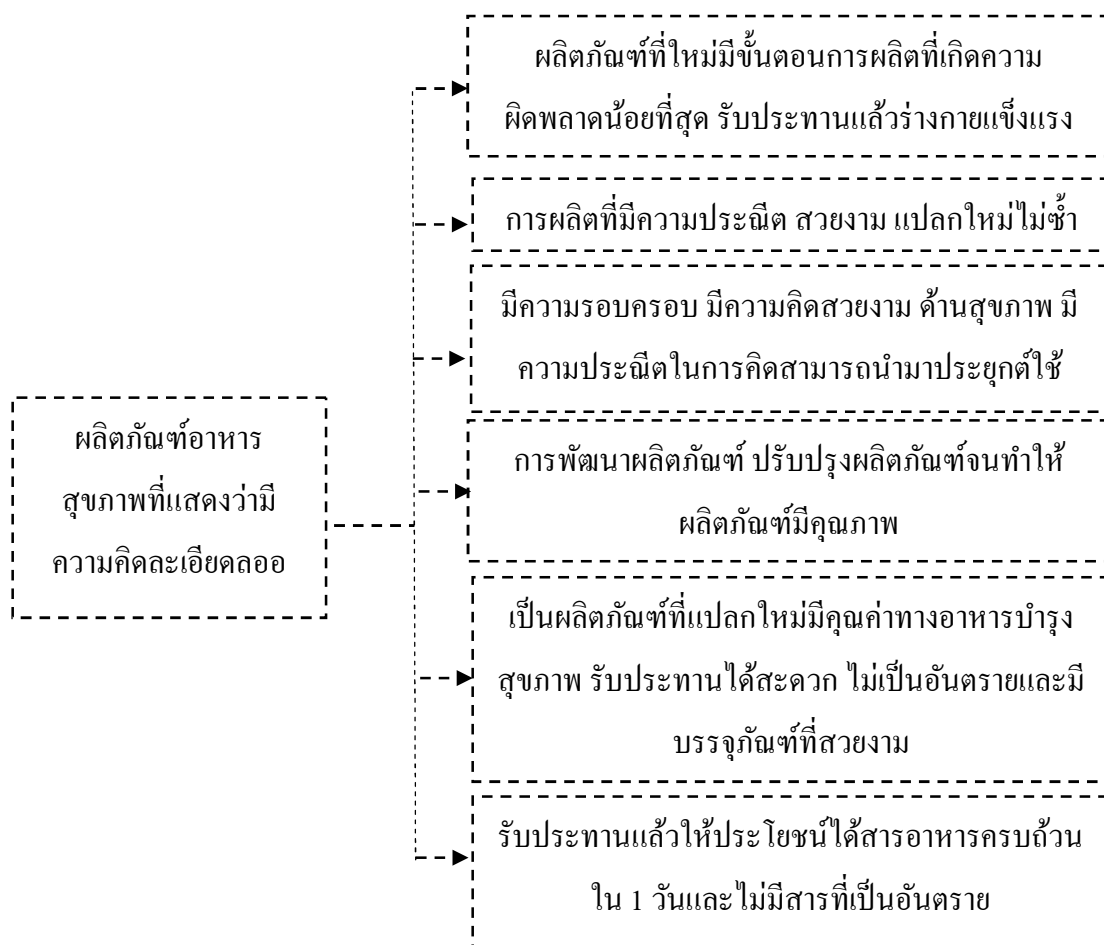 ผลิตภัณฑ์ที่ใหม่มีขั้นตอนการผลิตที่เกิดความ
ผิดพลาดน้อยที่สุด รับประทานแล้วร่างกายแข็งแรง
การผลิตที่มีความประณีต สวยงาม แปลกใหม่ไม่ซ้ำ
มีความรอบครอบ มีความคิดสวยงาม ด้านสุขภาพ มี
ความประณีตในการคิดสามารถนำมาประยุกต์ใช้
ผลิตภัณฑ์อาหาร
สุขภาพที่แสดงว่ามี
ความคิดละเอียดลออ
การพัฒนาผลิตภัณฑ์ ปรับปรุงผลิตภัณฑ์จนทำให้
ผลิตภัณฑ์มีคุณภาพ
เป็นผลิตภัณฑ์ที่แปลกใหม่มีคุณค่าทางอาหารบำรุง
สุขภาพ รับประทานได้สะดวก ไม่เป็นอันตรายและมี
บรรจุภัณฑ์ที่สวยงาม
รับประทานแล้วให้ประโยชน์ได้สารอาหารครบถ้วน
ใน 1 วันและไม่มีสารที่เป็นอันตราย